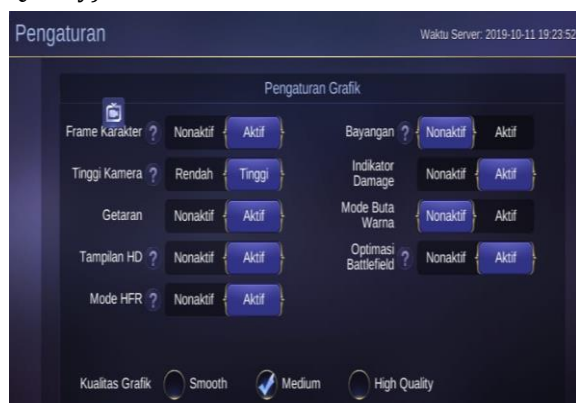 Pengaturan
Waktu Server: 2019-10-11 19:23:52
Pengaturan Grafik
Frame Karakter ? Nonaktif Aktif
Bayangan ? Nonaktif Aktif
Tinggi Kamera ? Rendah Tinggi
Indikator
Damage
Nonaktif Aktif
Getaran Nonaktif Aktif
Mode Buta
Warna
Nonaktif Aktif
Tampilan HD ? Nonaktif Aktif
Optimasi
Battlefield
? Nonaktif Aktif
Mode HFR ? Nonaktif Aktif
Kualitas Grafik Smooth Medium High Quality